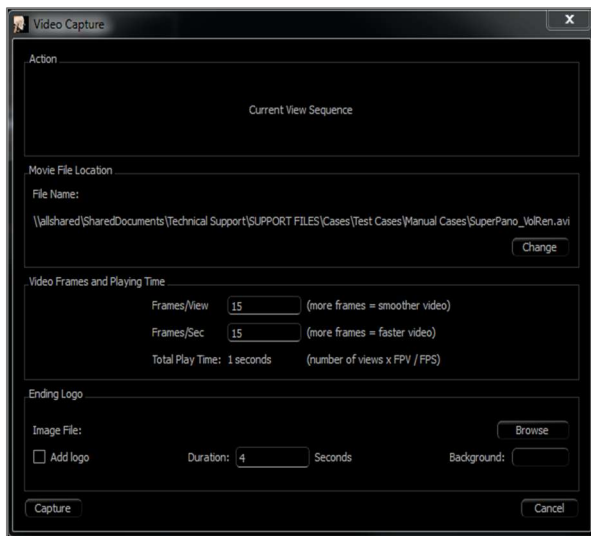 Video Capture
X
Action
Current View Sequence
Movie File Location
File Name:
\\allshared\SharedDocuments\Technical Support\SUPPORT FILES\Cases\Test Cases\Manual Cases\SuperPano_VolRen.avi
Change
Video Frames and Playing Time
Frames/View 15 (more frames = smoother video)
Frames/Sec 15 (more frames = faster video)
Total Play Time: 1 seconds (number of views x FPV / FPS)
Ending Logo
Image File: Browse
Add logo Duration: 4 Seconds Background:
Capture Cancel